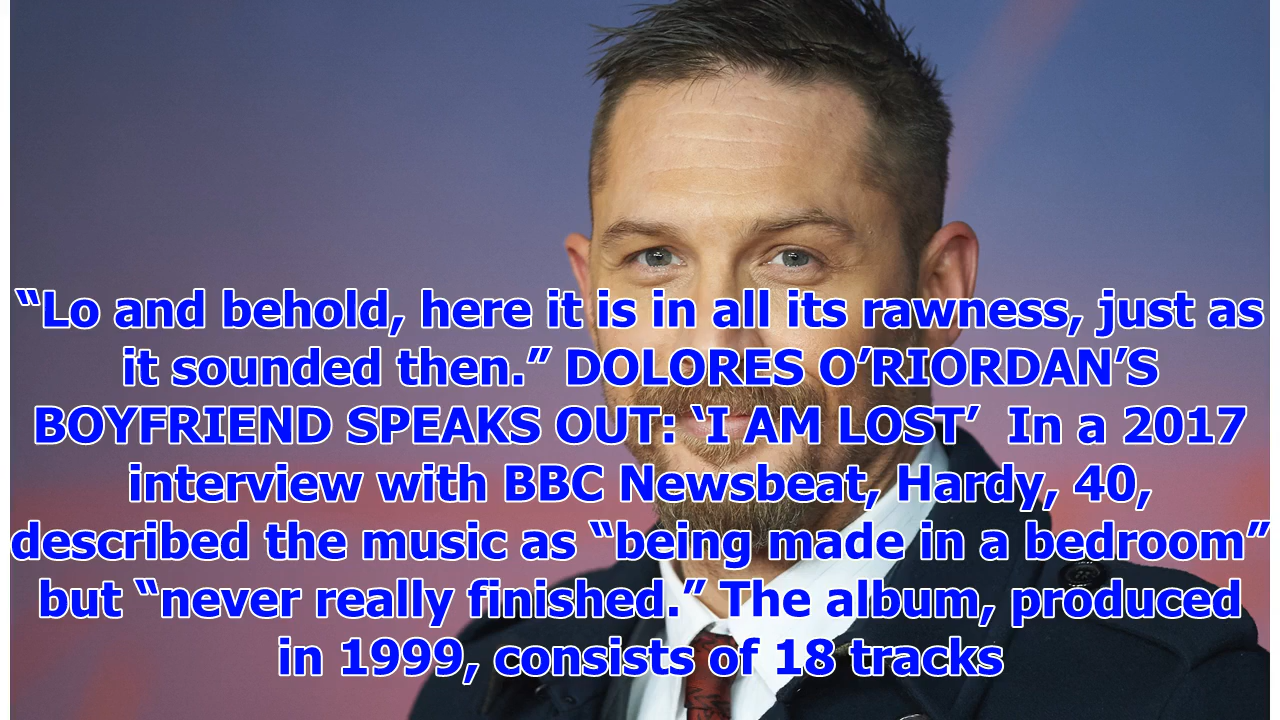 “Lo and behold, here it is in all its rawness, just as
it sounded then.” DOLORES O’RIORDAN’S
BOYFRIEND SPEAKS OUT: ‘I AM LOST’  In a 2017
interview with BBC Newsbeat, Hardy, 40,
described the music as “being made in a bedroom”
but “never really finished.” The album, produced
in 1999, consists of 18 tracks